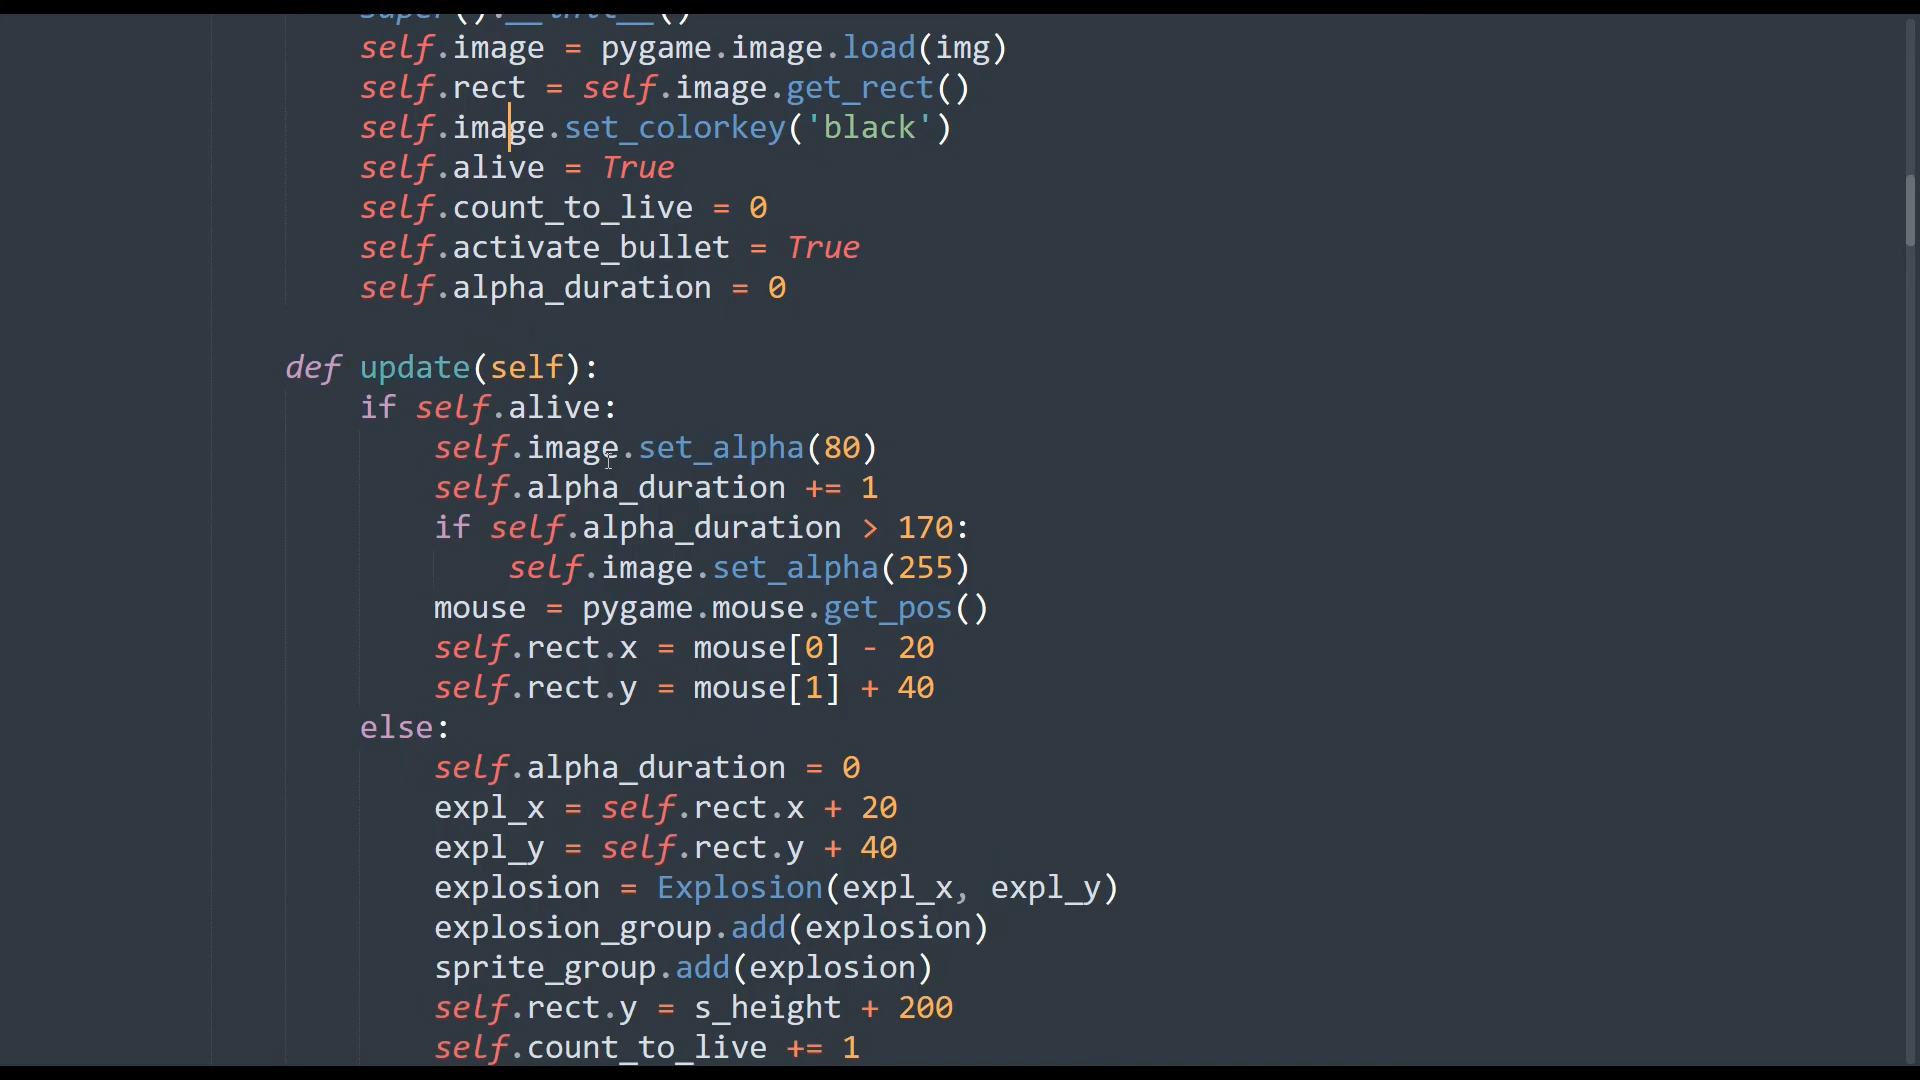 super().__init__()
self.image = pygame.image.load(img)
self.rect = self.image.get_rect()
self.image.set_colorkey('black')
self.alive = True
self.count_to_live = 0
self.activate_bullet = True
self.alpha_duration = 0
def update(self):
if self.alive:
self.image.set_alpha(80)
self.alpha_duration += 1
if self.alpha_duration > 170:
self.image.set_alpha(255)
mouse = pygame.mouse.get_pos()
self.rect.x = mouse[0] - 20
self.rect.y = mouse[1] + 40
else:
self.alpha_duration = 0
expl_x = self.rect.x + 20
expl_y = self.rect.y + 40
explosion = Explosion(expl_x, expl_y)
explosion_group.add(explosion)
sprite_group.add(explosion)
self.rect.y = s_height + 200
self.count_to_live += 1